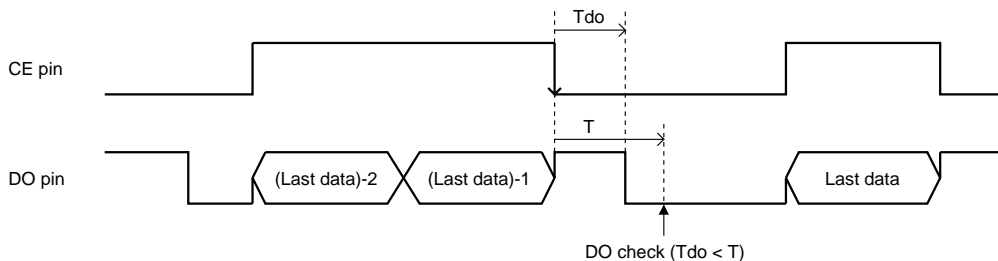 Tdo
CE pin
T
DO pin
(Last data)-2
(Last data)-1
Last data
DO check (Tdo < T)